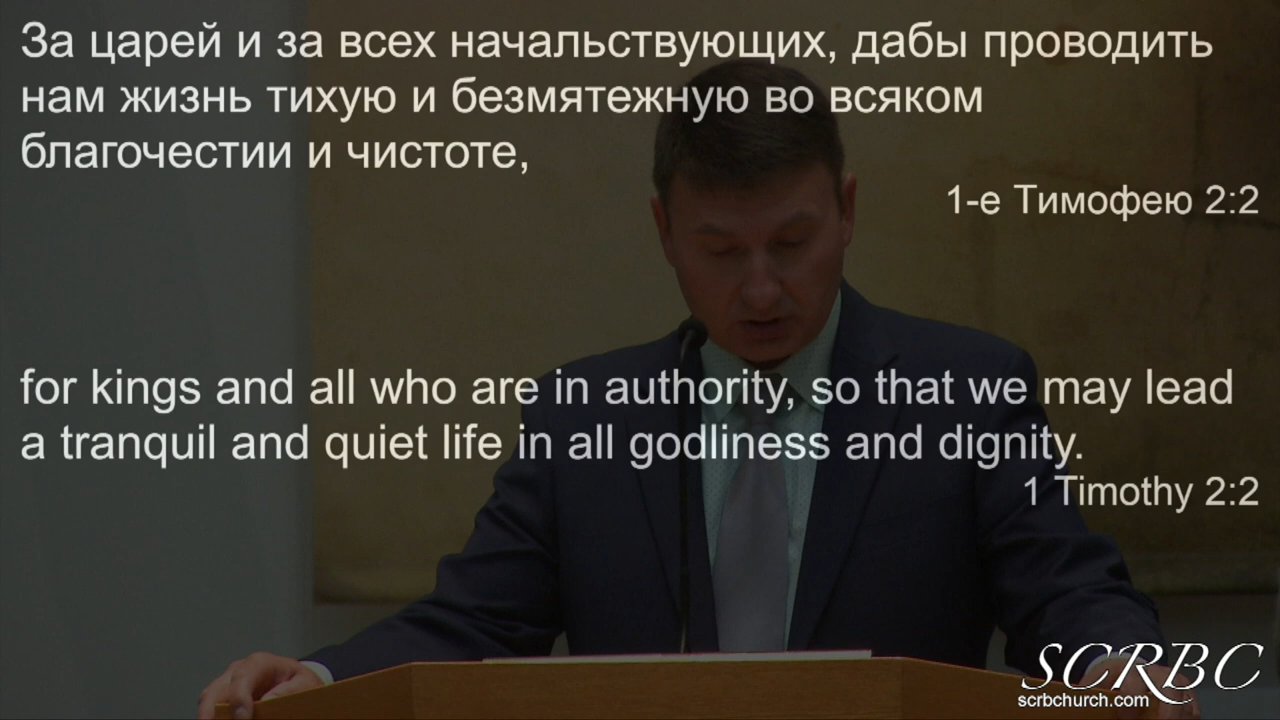 За царей и за всех начальствующих, дабы проводить
нам жизнь тихую и безмятежную во всяком
благочестии и чистоте,
1-е Тимофею 2:2
for kings and all who are in authority, so that we may lead
a tranquil and quiet life in all godliness and dignity.
1 Timothy 2:2
SCRBC
scrbchurch.com